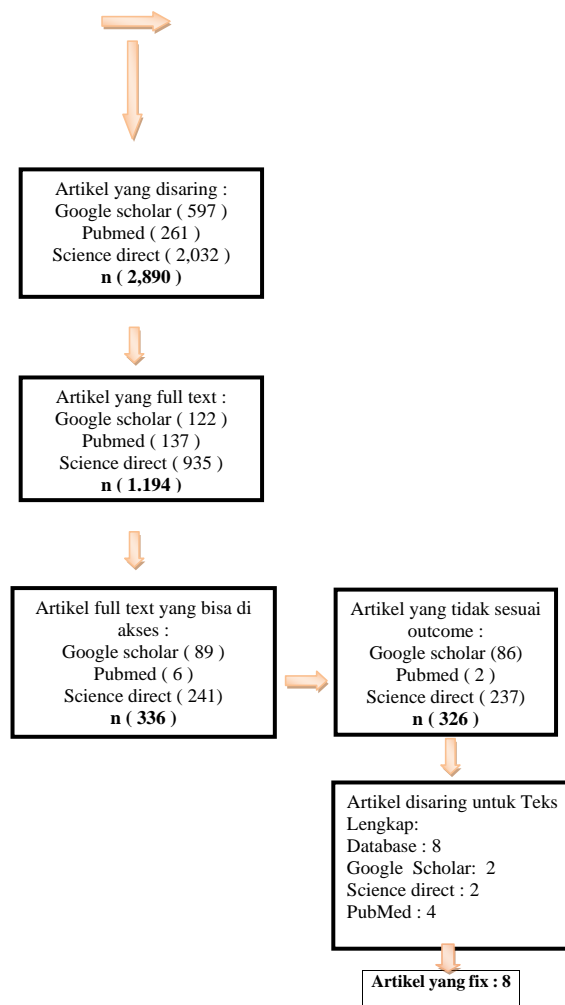 Artikel yang disaring :
Google scholar ( 597 )
Pubmed ( 261 )
Science direct ( 2,032 )
n ( 2,890 )
Artikel yang full text :
Google scholar ( 122 )
Pubmed ( 137 )
Science direct ( 935 )
n ( 1.194 )
Artikel full text yang bisa di
akses :
Google scholar ( 89 )
Pubmed ( 6 )
Science direct ( 241)
n ( 336 )
Artikel yang tidak sesuai
outcome :
Google scholar (86)
Pubmed ( 2 )
Science direct ( 237)
n ( 326 )
Artikel disaring untuk Teks
Lengkap:
Database : 8
Google Scholar: 2
Science direct : 2
PubMed : 4
Artikel yang fix : 8